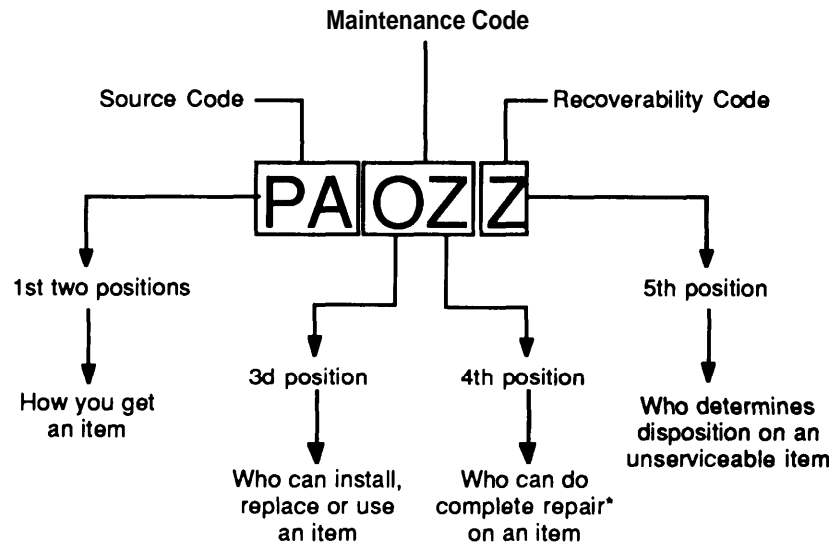 Maintenance Code
Source Code
Recoverability Code
PA OZ Z
1st two positions
5th position
3d position
4th position
How you get
an item
Who determines
disposition on an
unserviceable item
Who can install,
replace or use
an item
Who can do
complete repair*
on an item